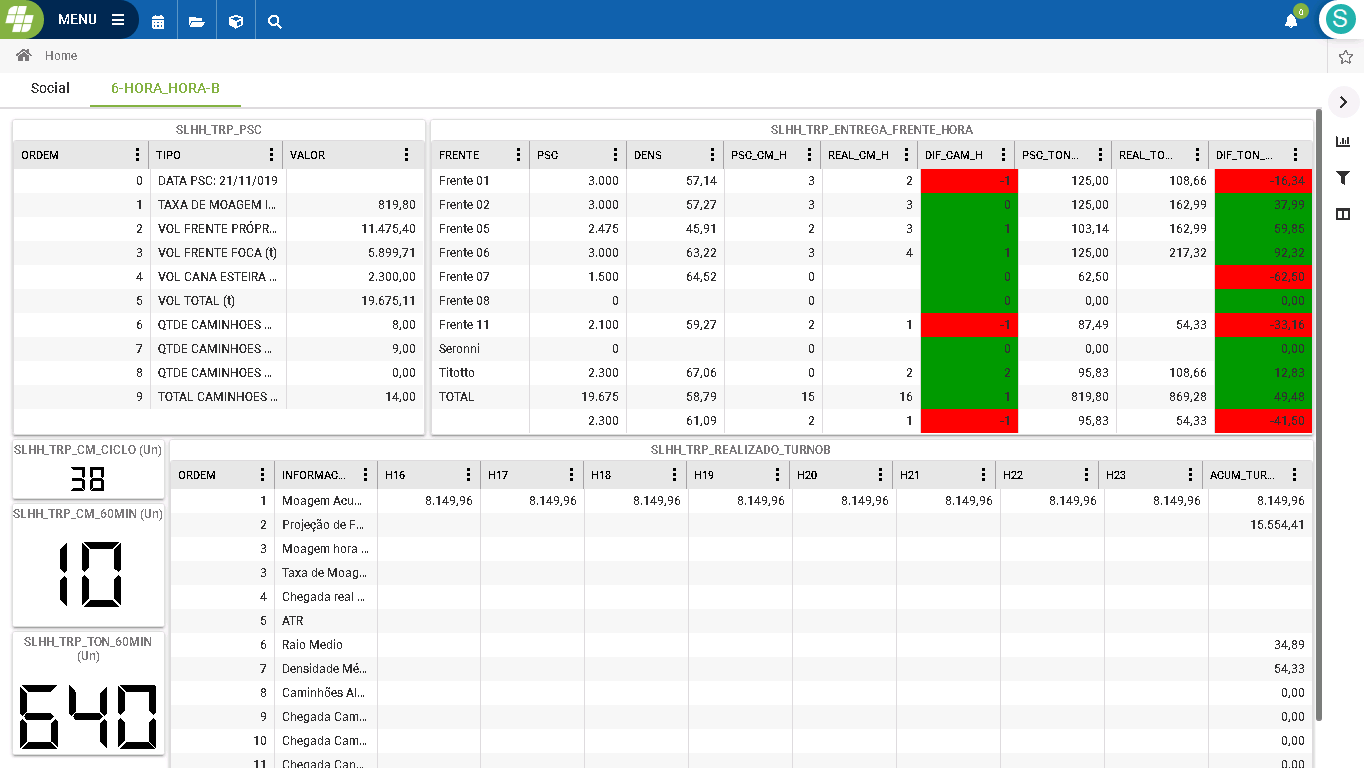 MENU
0
S
Home
Social 6-HORA_HORA-B
SLHH_TRP_PSC
ORDEM TIPO VALOR
0 DATA PSC: 21/11/019
1 TAXA DE MOAGEM I... 819,80
2 VOL FRENTE PRÓPR... 11.475,40
3 VOL FRENTE FOCA (t) 5.899,71
4 VOL CANA ESTEIRA ... 2.300,00
5 VOL TOTAL (t) 19.675,11
6 QTDE CAMINHOES ... 8,00
7 QTDE CAMINHOES ... 9,00
8 QTDE CAMINHOES ... 0,00
9 TOTAL CAMINHOES ... 14,00
SLHH_TRP_ENTREGA_FRENTE_HORA
FRENTE PSC DENS PSC_CM_H REAL_CM_H DIF_CAM_H PSC_TON... REAL_TO... DIF_TON_...
Frente 01 3.000 57,14 3 2 -1 125,00 108,66 -16,34
Frente 02 3.000 57,27 3 3 0 125,00 162,99 37,99
Frente 05 2.475 45,91 2 3 1 103,14 162,99 59,85
Frente 06 3.000 63,22 3 4 1 125,00 217,32 92,32
Frente 07 1.500 64,52 0 0 62,50 -62,50
Frente 08 0 0 0 0,00 0,00
Frente 11 2.100 59,27 2 1 -1 87,49 54,33 -33,16
Seronni 0 0 0 0,00 0,00
Titotto 2.300 67,06 0 2 2 95,83 108,66 12,83
TOTAL 19.675 58,79 15 16 1 819,80 869,28 49,48
2.300 61,09 2 1 -1 95,83 54,33 -41,50
SLHH_TRP_CM_CICLO (Un)
38
SLHH_TRP_CM_60MIN (Un)
10
SLHH_TRP_TON_60MIN
(Un)
640
SLHH_TRP_REALIZADO_TURNOB
ORDEM INFORMAC... H16 H17 H18 H19 H20 H21 H22 H23 ACUM_TUR...
1 Moagem Acu... 8.149,96 8.149,96 8.149,96 8.149,96 8.149,96 8.149,96 8.149,96 8.149,96 8.149,96
2 Projeção de F... 15.554,41
3 Moagem hora ...
3 Taxa de Moag...
4 Chegada real ...
5 ATR
6 Raio Medio 34,89
7 Densidade Mé... 54,33
8 Caminhões Al... 0,00
9 Chegada Cam... 0,00
10 Chegada Cam... 0,00
11 Chegada Can... 0,00